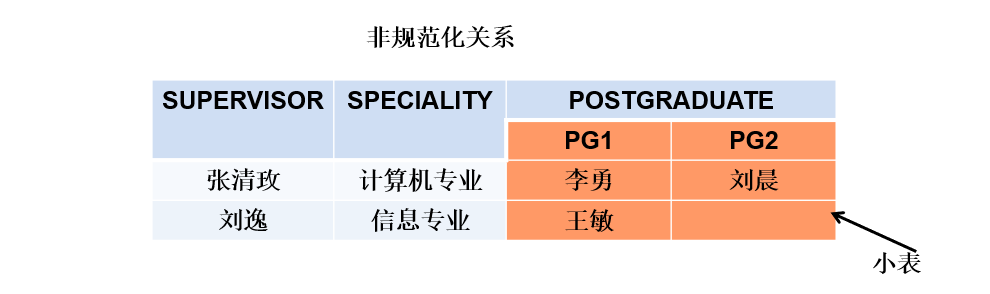 非规范化关系
SUPERVISOR SPECIALITY POSTGRADUATE
PG1 PG2
张清玫 计算机专业 李勇 刘晨
刘逸 信息专业 王敏
小表